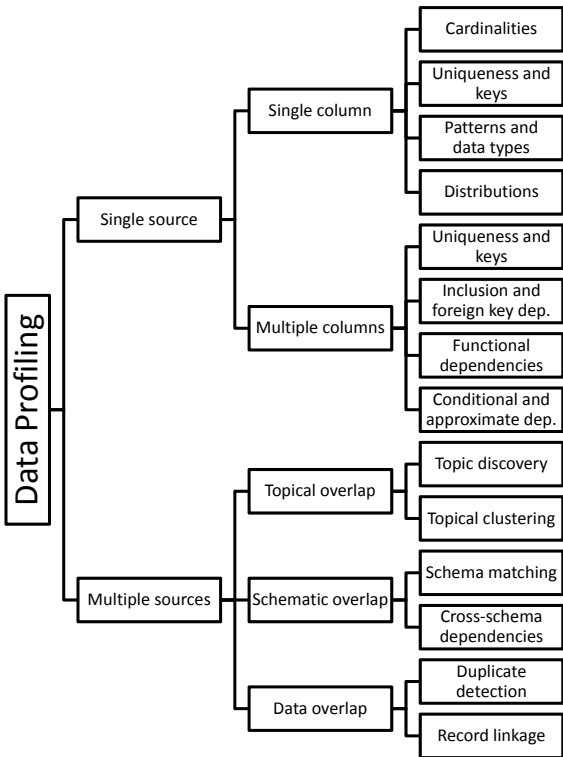 Data Profiling
Single source
Single column
Cardinalities
Uniqueness and
keys
Patterns and
data types
Distributions
Multiple columns
Uniqueness and
keys
Inclusion and
foreign key dep.
Functional
dependencies
Conditional and
approximate dep.
Multiple sources
Topical overlap
Topic discovery
Topical clustering
Schematic overlap
Schema matching
Cross-schema
dependencies
Data overlap
Duplicate
detection
Record linkage